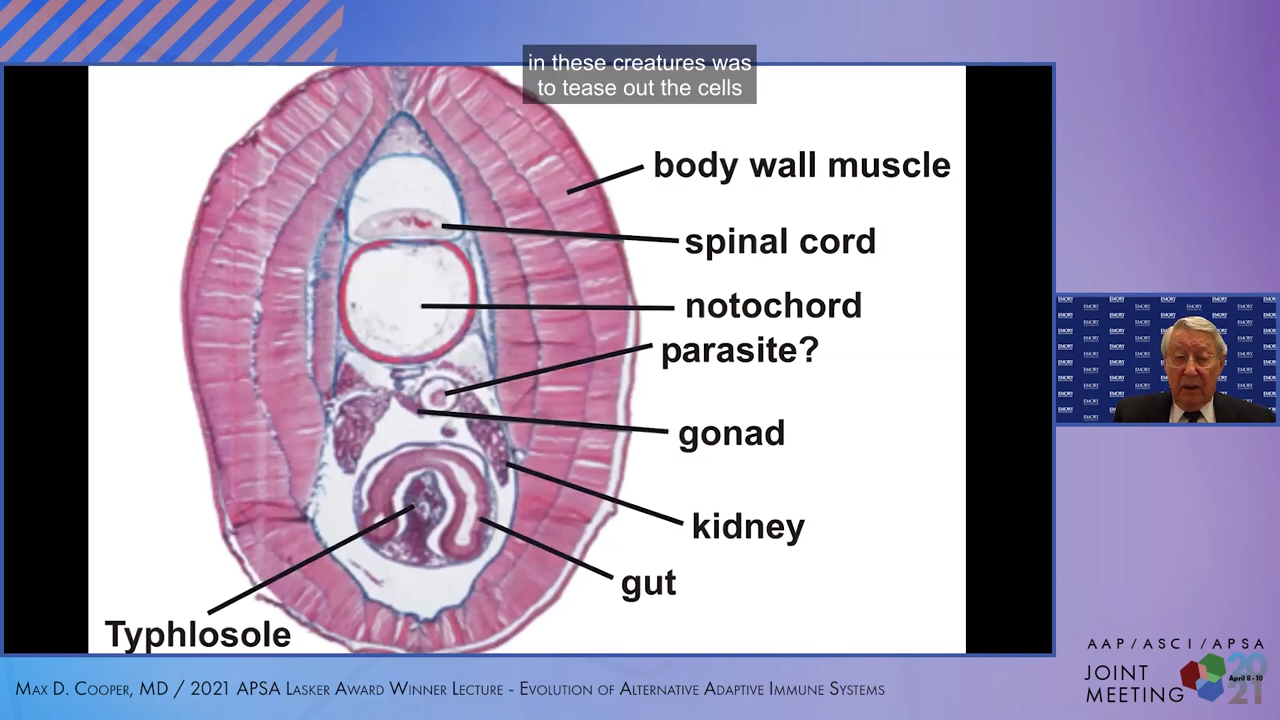 in these creatures was
to tease out the cells
body wall muscle
spinal cord
notochord
parasite?
gonad
kidney
gut
Typhlosole
EMORY
MAX D. COOPER, MD / 2021 APSA LASKER AWARD WINNER LECTURE - EVOLUTION OF ALTERNATIVE ADAPTIVE IMMUNE SYSTEMS
AAP/ASCI/APSA
JOINT
MEETING
2021
April 8 - 10